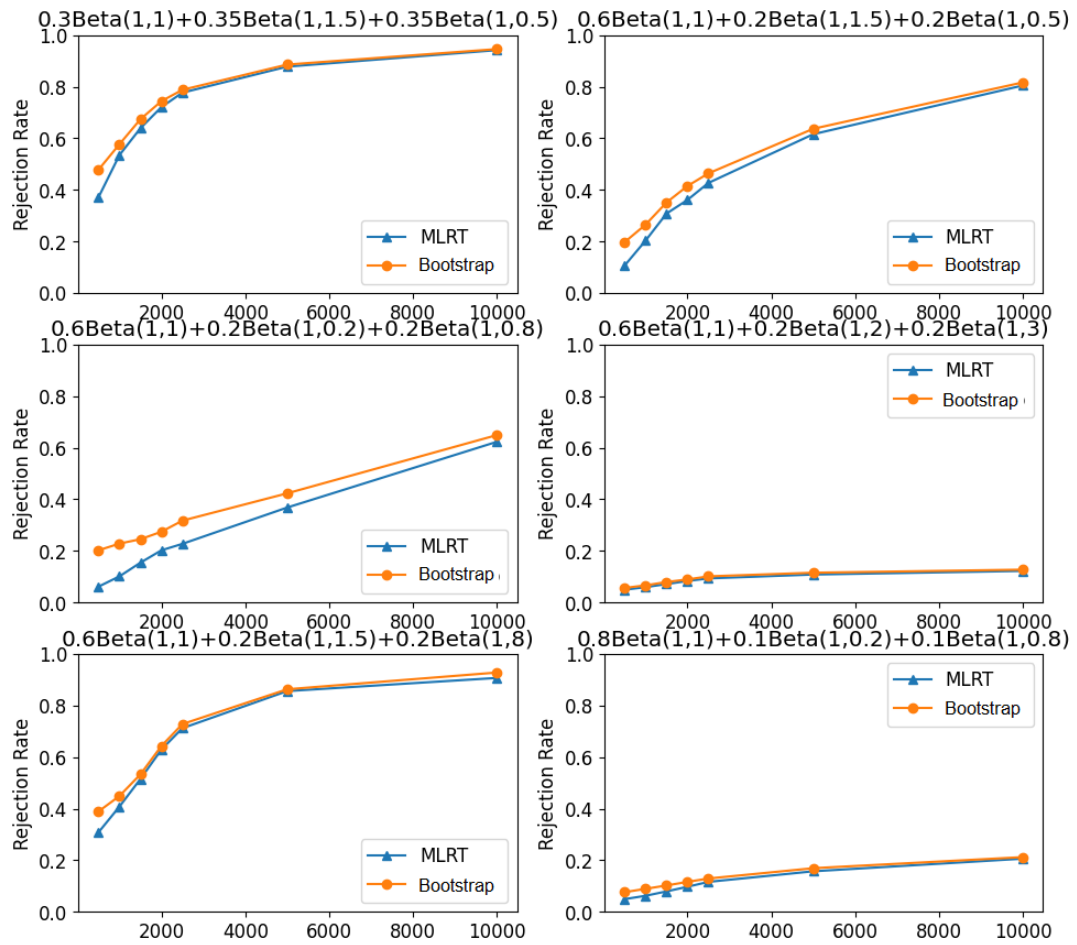 0.3Beta(1,1)+0.35Beta(1,1.5)+0.35Beta(1,0.5)
1.0
0.8
0.6
0.4
0.2
0.0
Rejection Rate
MLRT
Bootstrap
2000 4000 6000 8000 10000
0.6Beta(1,1)+0.2Beta(1,1.5)+0.2Beta(1,0.5)
1.0
0.8
0.6
0.4
0.2
0.0
Rejection Rate
MLRT
Bootstrap
2000 4000 6000 8000 10000
0.6Beta(1,1)+0.2Beta(1,0.2)+0.2Beta(1,0.8)
1.0
0.8
0.6
0.4
0.2
0.0
Rejection Rate
MLRT
Bootstrap
2000 4000 6000 8000 10000
0.6Beta(1,1)+0.2Beta(1,2)+0.2Beta(1,3)
1.0
0.8
0.6
0.4
0.2
0.0
Rejection Rate
MLRT
Bootstrap
2000 4000 6000 8000 10000
0.6Beta(1,1)+0.2Beta(1,1.5)+0.2Beta(1,8)
1.0
0.8
0.6
0.4
0.2
0.0
Rejection Rate
MLRT
Bootstrap
2000 4000 6000 8000 10000
0.8Beta(1,1)+0.1Beta(1,0.2)+0.1Beta(1,0.8)
1.0
0.8
0.6
0.4
0.2
0.0
Rejection Rate
MLRT
Bootstrap
2000 4000 6000 8000 10000